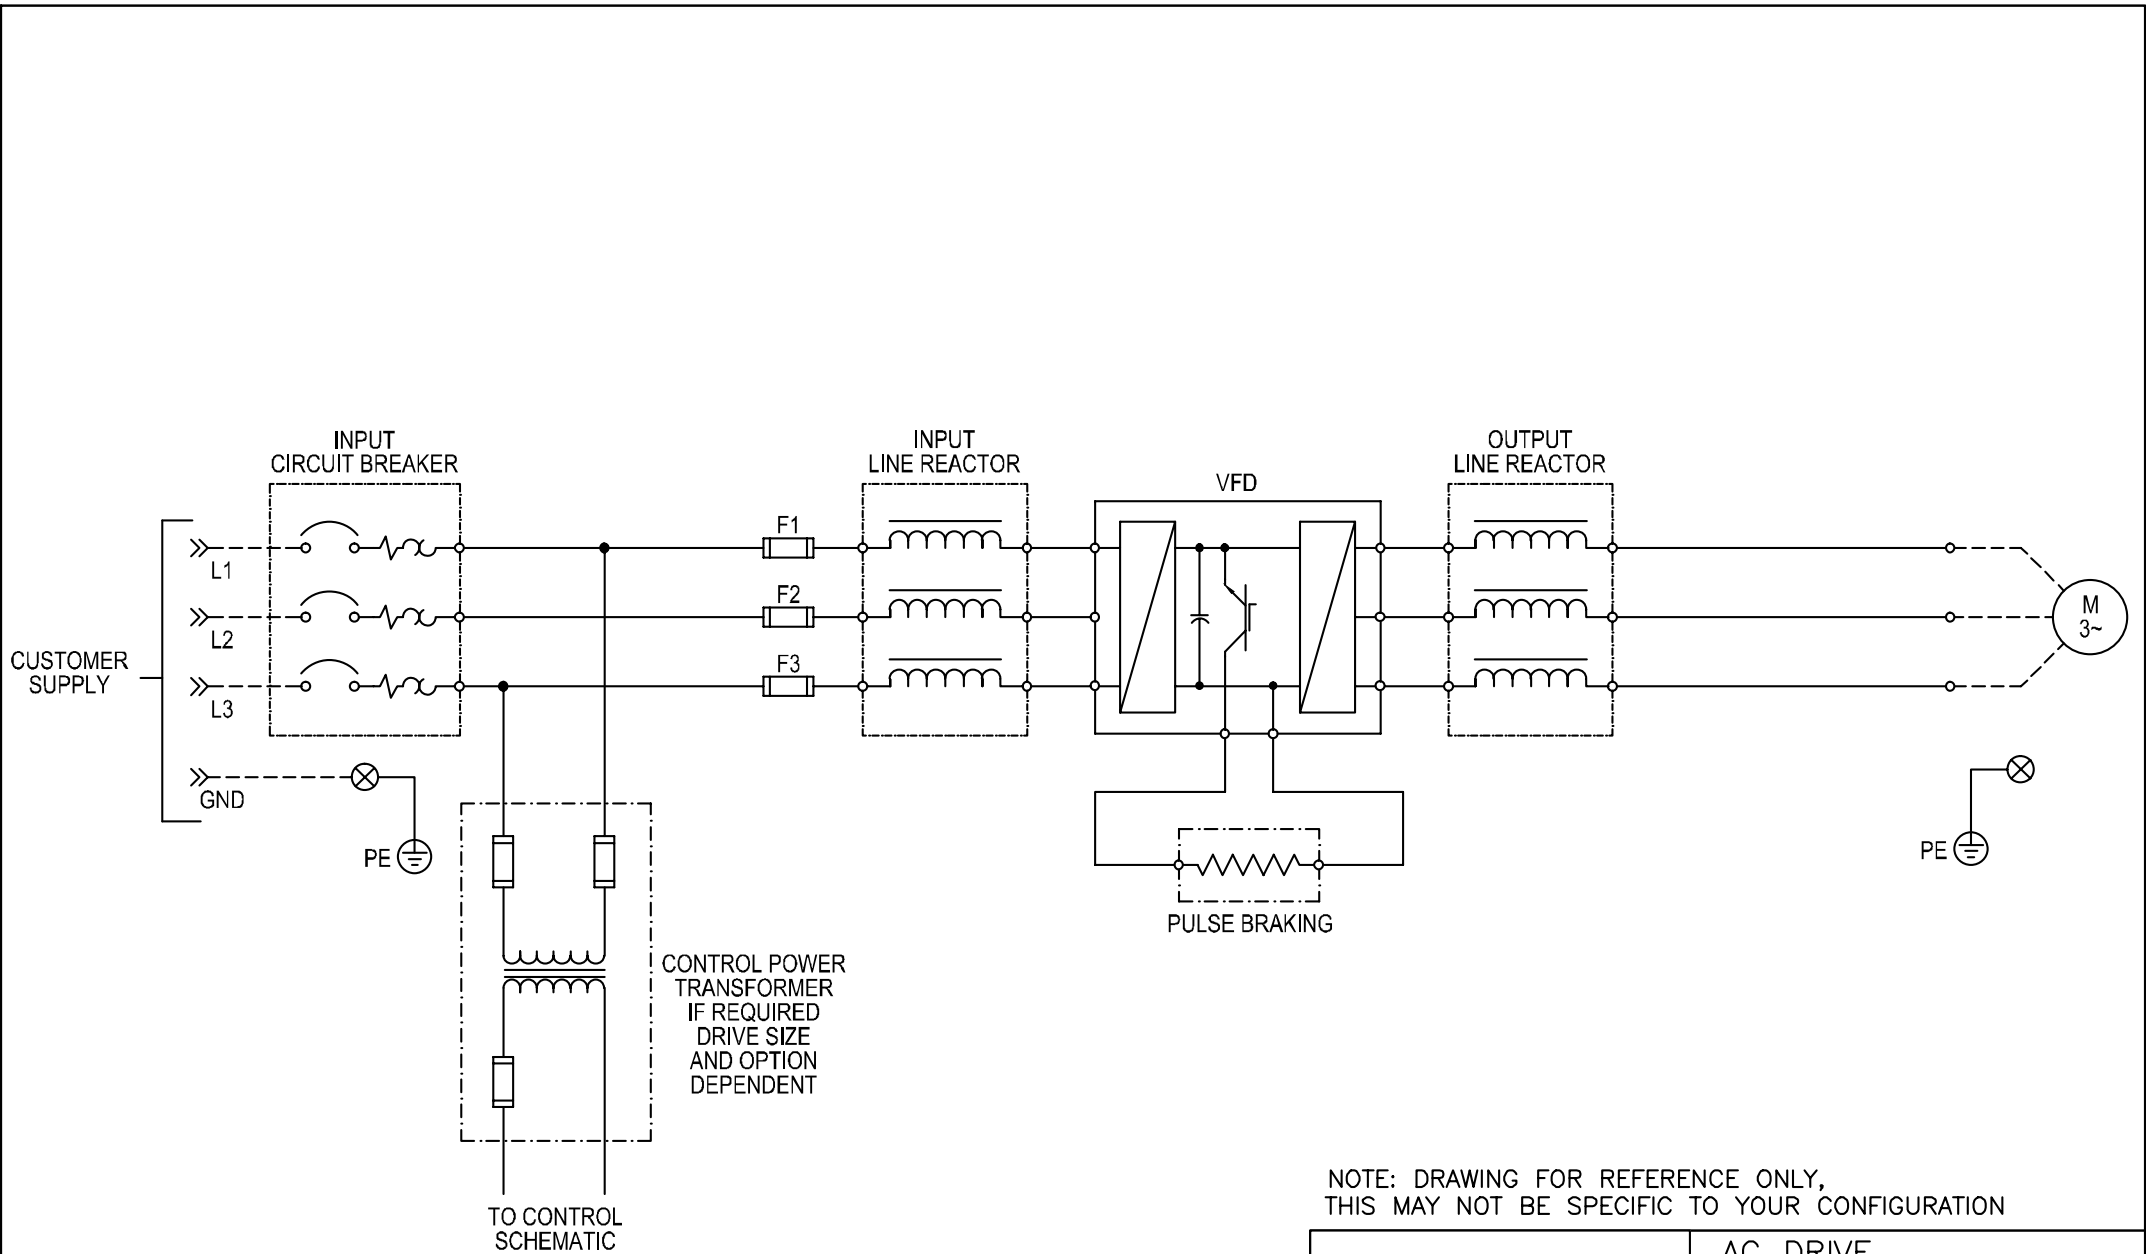 INPUT
CIRCUIT BREAKER
INPUT
LINE REACTOR
VFD
OUTPUT
LINE REACTOR
CUSTOMER
SUPPLY
L1
L2
L3
GND
PE
F1
F2
F3
M
3~
PE
PULSE BRAKING
CONTROL POWER
TRANSFORMER
IF REQUIRED
DRIVE SIZE
AND OPTION
DEPENDENT
TO CONTROL
SCHEMATIC
NOTE: DRAWING FOR REFERENCE ONLY,
THIS MAY NOT BE SPECIFIC TO YOUR CONFIGURATION
AC DRIVE